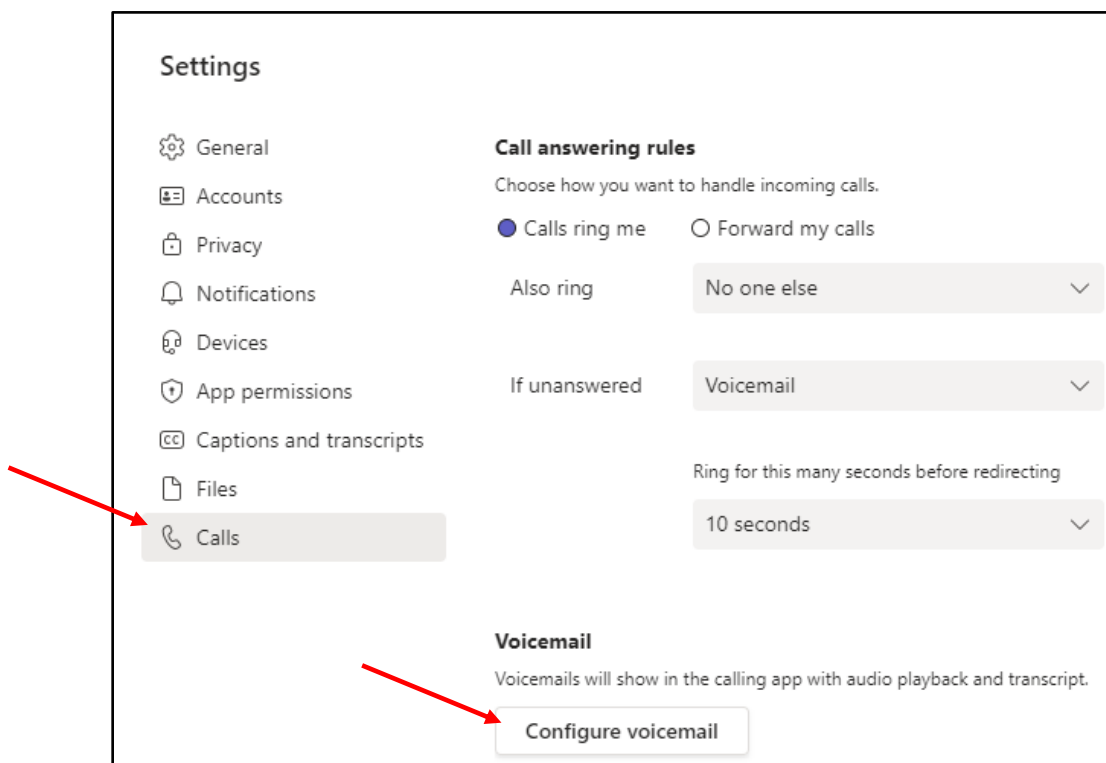 Settings
General
Accounts
Privacy
Notifications
Devices
App permissions
CC Captions and transcripts
Files
Calls
Call answering rules
Choose how you want to handle incoming calls.
Calls ring me Forward my calls
Also ring No one else
If unanswered Voicemail
Ring for this many seconds before redirecting
10 seconds
Voicemail
Voicemails will show in the calling app with audio playback and transcript.
Configure voicemail